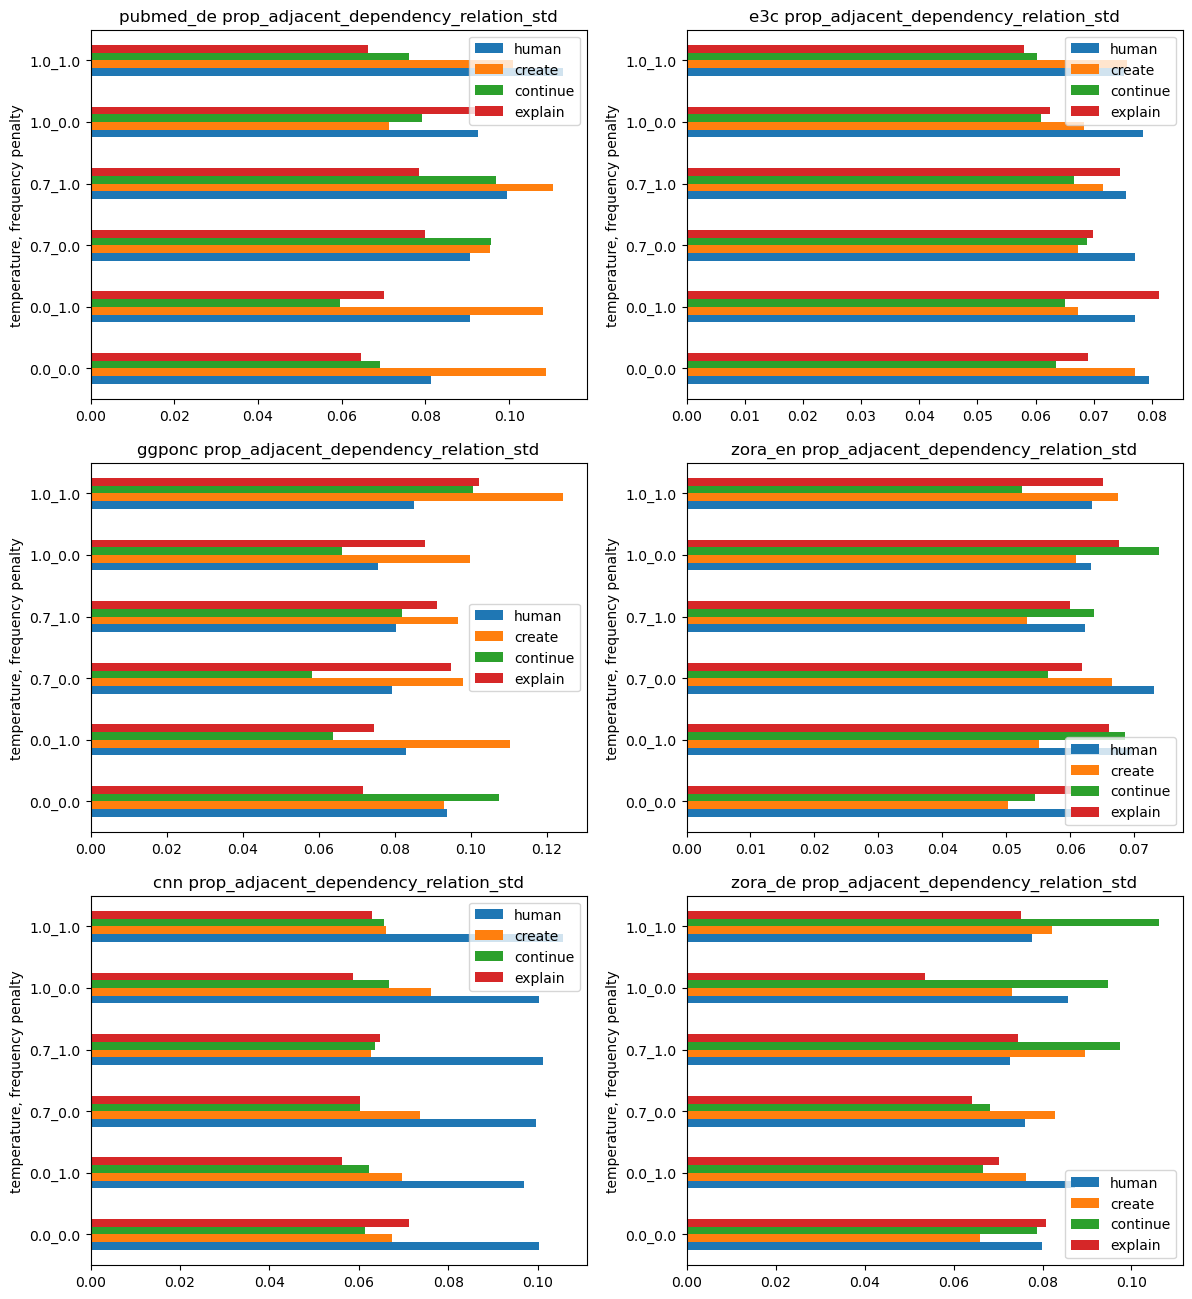 pubmed_de prop_adjacent_dependency_relation_std
temperature, frequency penalty
1.0_1.0
1.0_0.0
0.7_1.0
0.7_0.0
0.0_1.0
0.0_0.0
0.00 0.02 0.04 0.06 0.08 0.10
human
create
continue
explain
e3c prop_adjacent_dependency_relation_std
temperature, frequency penalty
1.0_1.0
1.0_0.0
0.7_1.0
0.7_0.0
0.0_1.0
0.0_0.0
0.00 0.01 0.02 0.03 0.04 0.05 0.06 0.07 0.08
human
create
continue
explain
ggponc prop_adjacent_dependency_relation_std
temperature, frequency penalty
1.0_1.0
1.0_0.0
0.7_1.0
0.7_0.0
0.0_1.0
0.0_0.0
0.00 0.02 0.04 0.06 0.08 0.10 0.12
human
create
continue
explain
zora_en prop_adjacent_dependency_relation_std
temperature, frequency penalty
1.0_1.0
1.0_0.0
0.7_1.0
0.7_0.0
0.0_1.0
0.0_0.0
0.00 0.01 0.02 0.03 0.04 0.05 0.06 0.07
human
create
continue
explain
cnn prop_adjacent_dependency_relation_std
temperature, frequency penalty
1.0_1.0
1.0_0.0
0.7_1.0
0.7_0.0
0.0_1.0
0.0_0.0
0.00 0.02 0.04 0.06 0.08 0.10
human
create
continue
explain
zora_de prop_adjacent_dependency_relation_std
temperature, frequency penalty
1.0_1.0
1.0_0.0
0.7_1.0
0.7_0.0
0.0_1.0
0.0_0.0
0.00 0.02 0.04 0.06 0.08 0.10
human
create
continue
explain